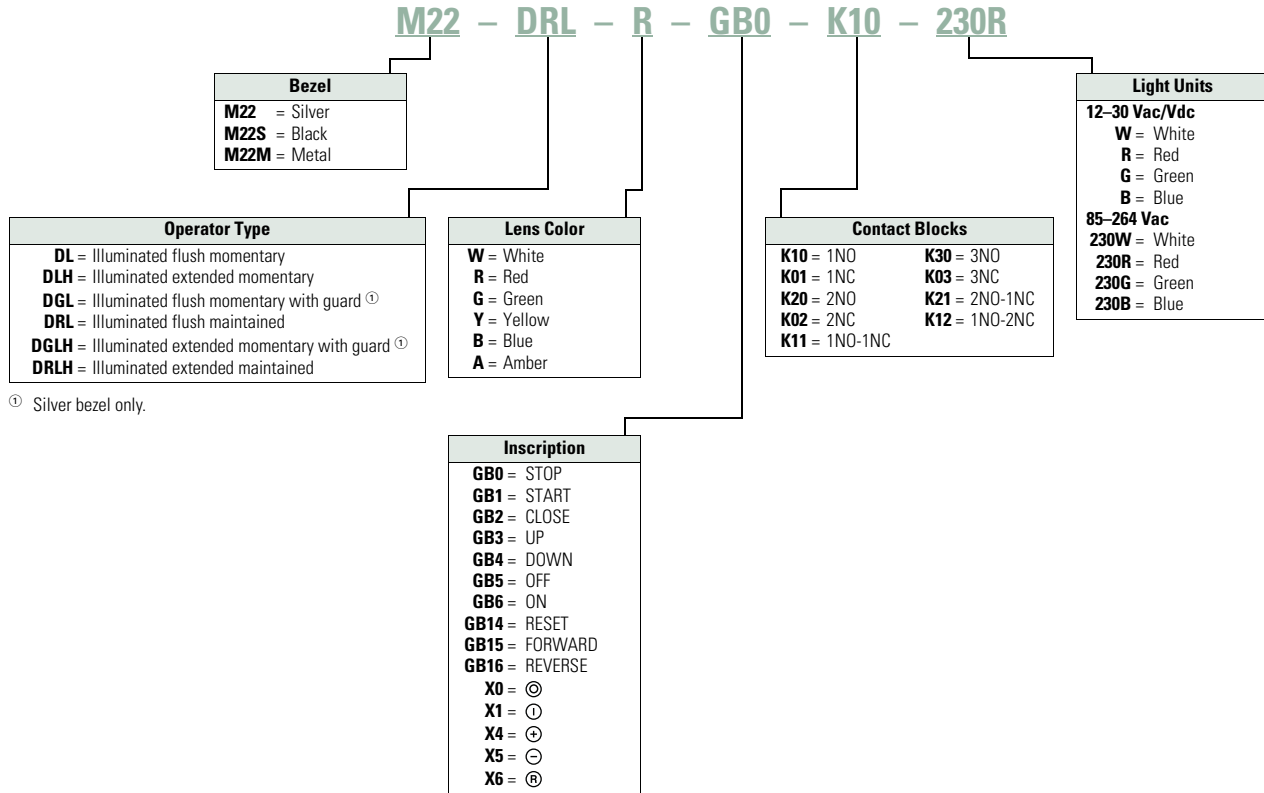 M22 – DRL – R – GB0 – K10 – 230R
Bezel
M22 = Silver
M22S = Black
M22M = Metal
Light Units
12–30 Vac/Vdc
W = White
R = Red
G = Green
B = Blue
85–264 Vac
230W = White
230R = Red
230G = Green
230B = Blue
Operator Type
DL = Illuminated flush momentary
DLH = Illuminated extended momentary
DGL = Illuminated flush momentary with guard ①
DRL = Illuminated flush maintained
DGLH = Illuminated extended momentary with guard ①
DRLH = Illuminated extended maintained
① Silver bezel only.
Lens Color
W = White
R = Red
G = Green
Y = Yellow
B = Blue
A = Amber
Contact Blocks
K10 = 1NO K30 = 3NO
K01 = 1NC K03 = 3NC
K20 = 2NO K21 = 2NO-1NC
K02 = 2NC K12 = 1NO-2NC
K11 = 1NO-1NC
Inscription
GB0 = STOP
GB1 = START
GB2 = CLOSE
GB3 = UP
GB4 = DOWN
GB5 = OFF
GB6 = ON
GB14 = RESET
GB15 = FORWARD
GB16 = REVERSE
X0 = ◎
X1 = Ⓘ
X4 = ⊕
X5 = ⊖
X6 = Ⓡ